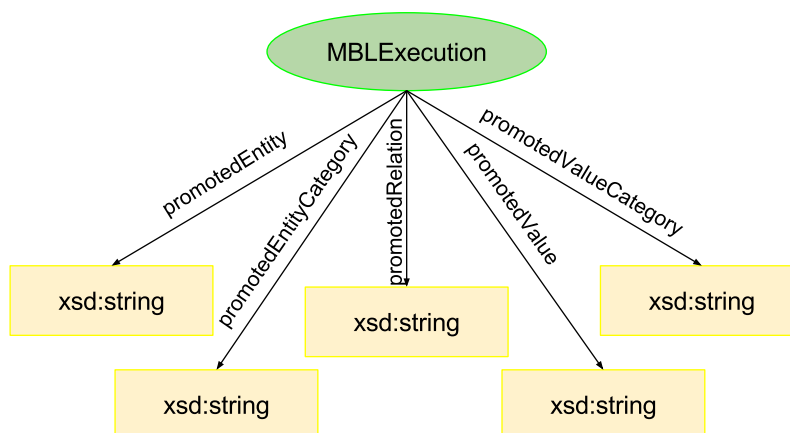 MBLExecution
promotedEntity
promotedEntityCategory
promotedRelation
promotedValue
promotedValueCategory
xsd:string
xsd:string
xsd:string
xsd:string
xsd:string